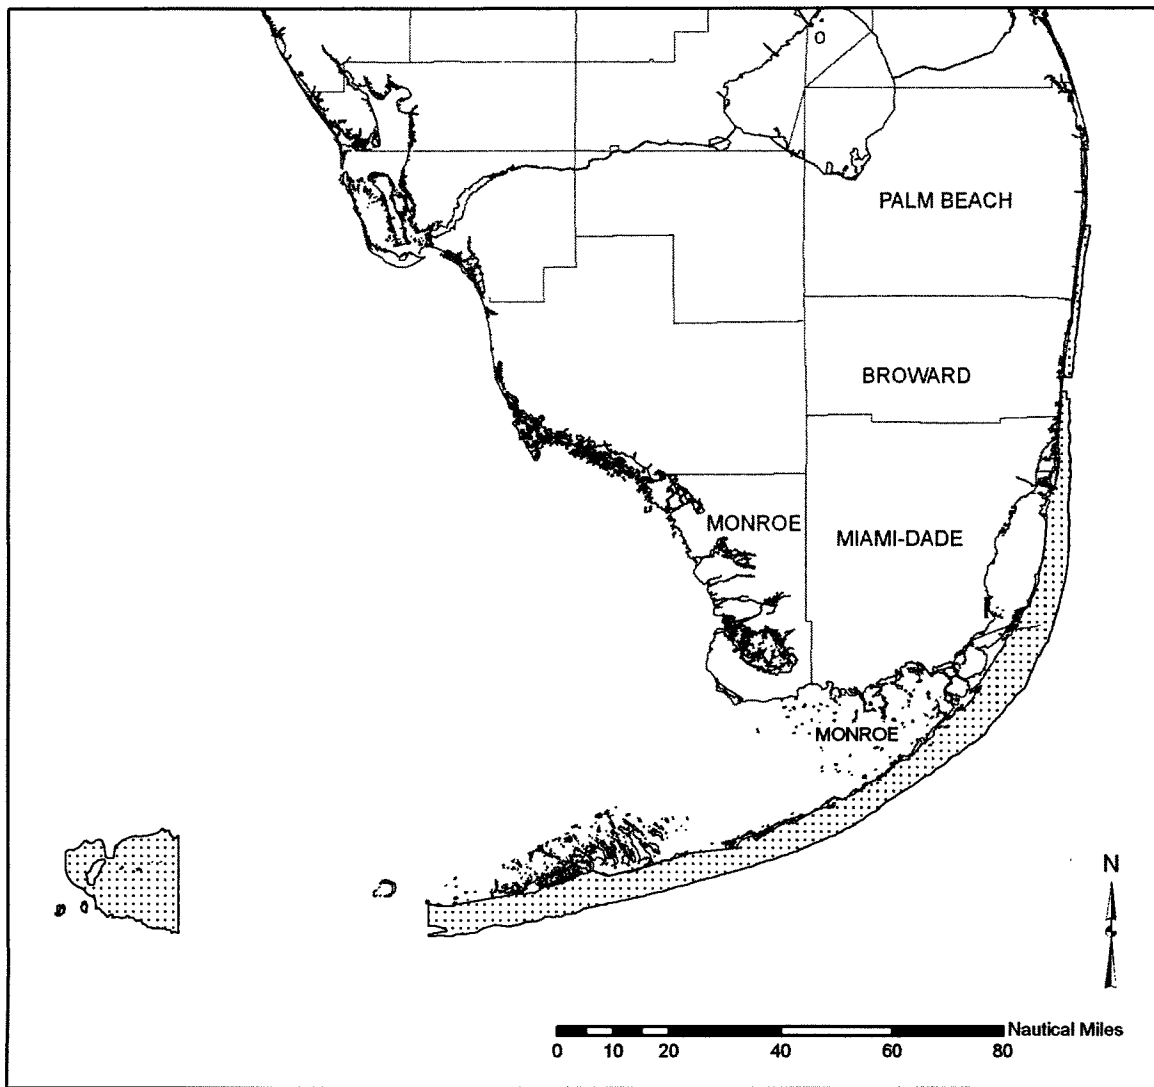 PALM BEACH
BROWARD
MONROE
MIAMI-DADE
MONROE
N
Nautical Miles
0 10 20 40 60 80